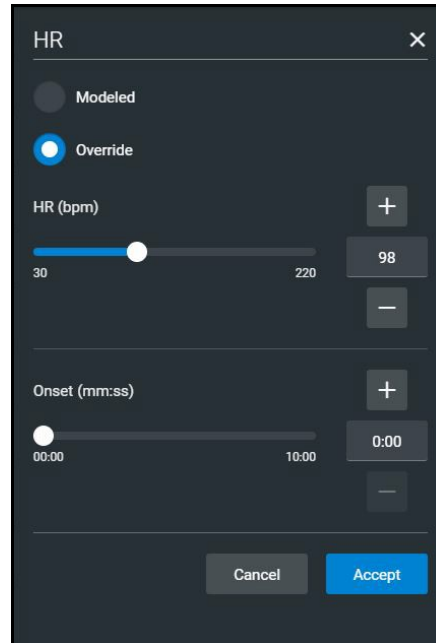 HR
Modeled
Override
HR (bpm)
98
30 220
Onset (mm:ss)
0:00
00:00 10:00
Cancel Accept